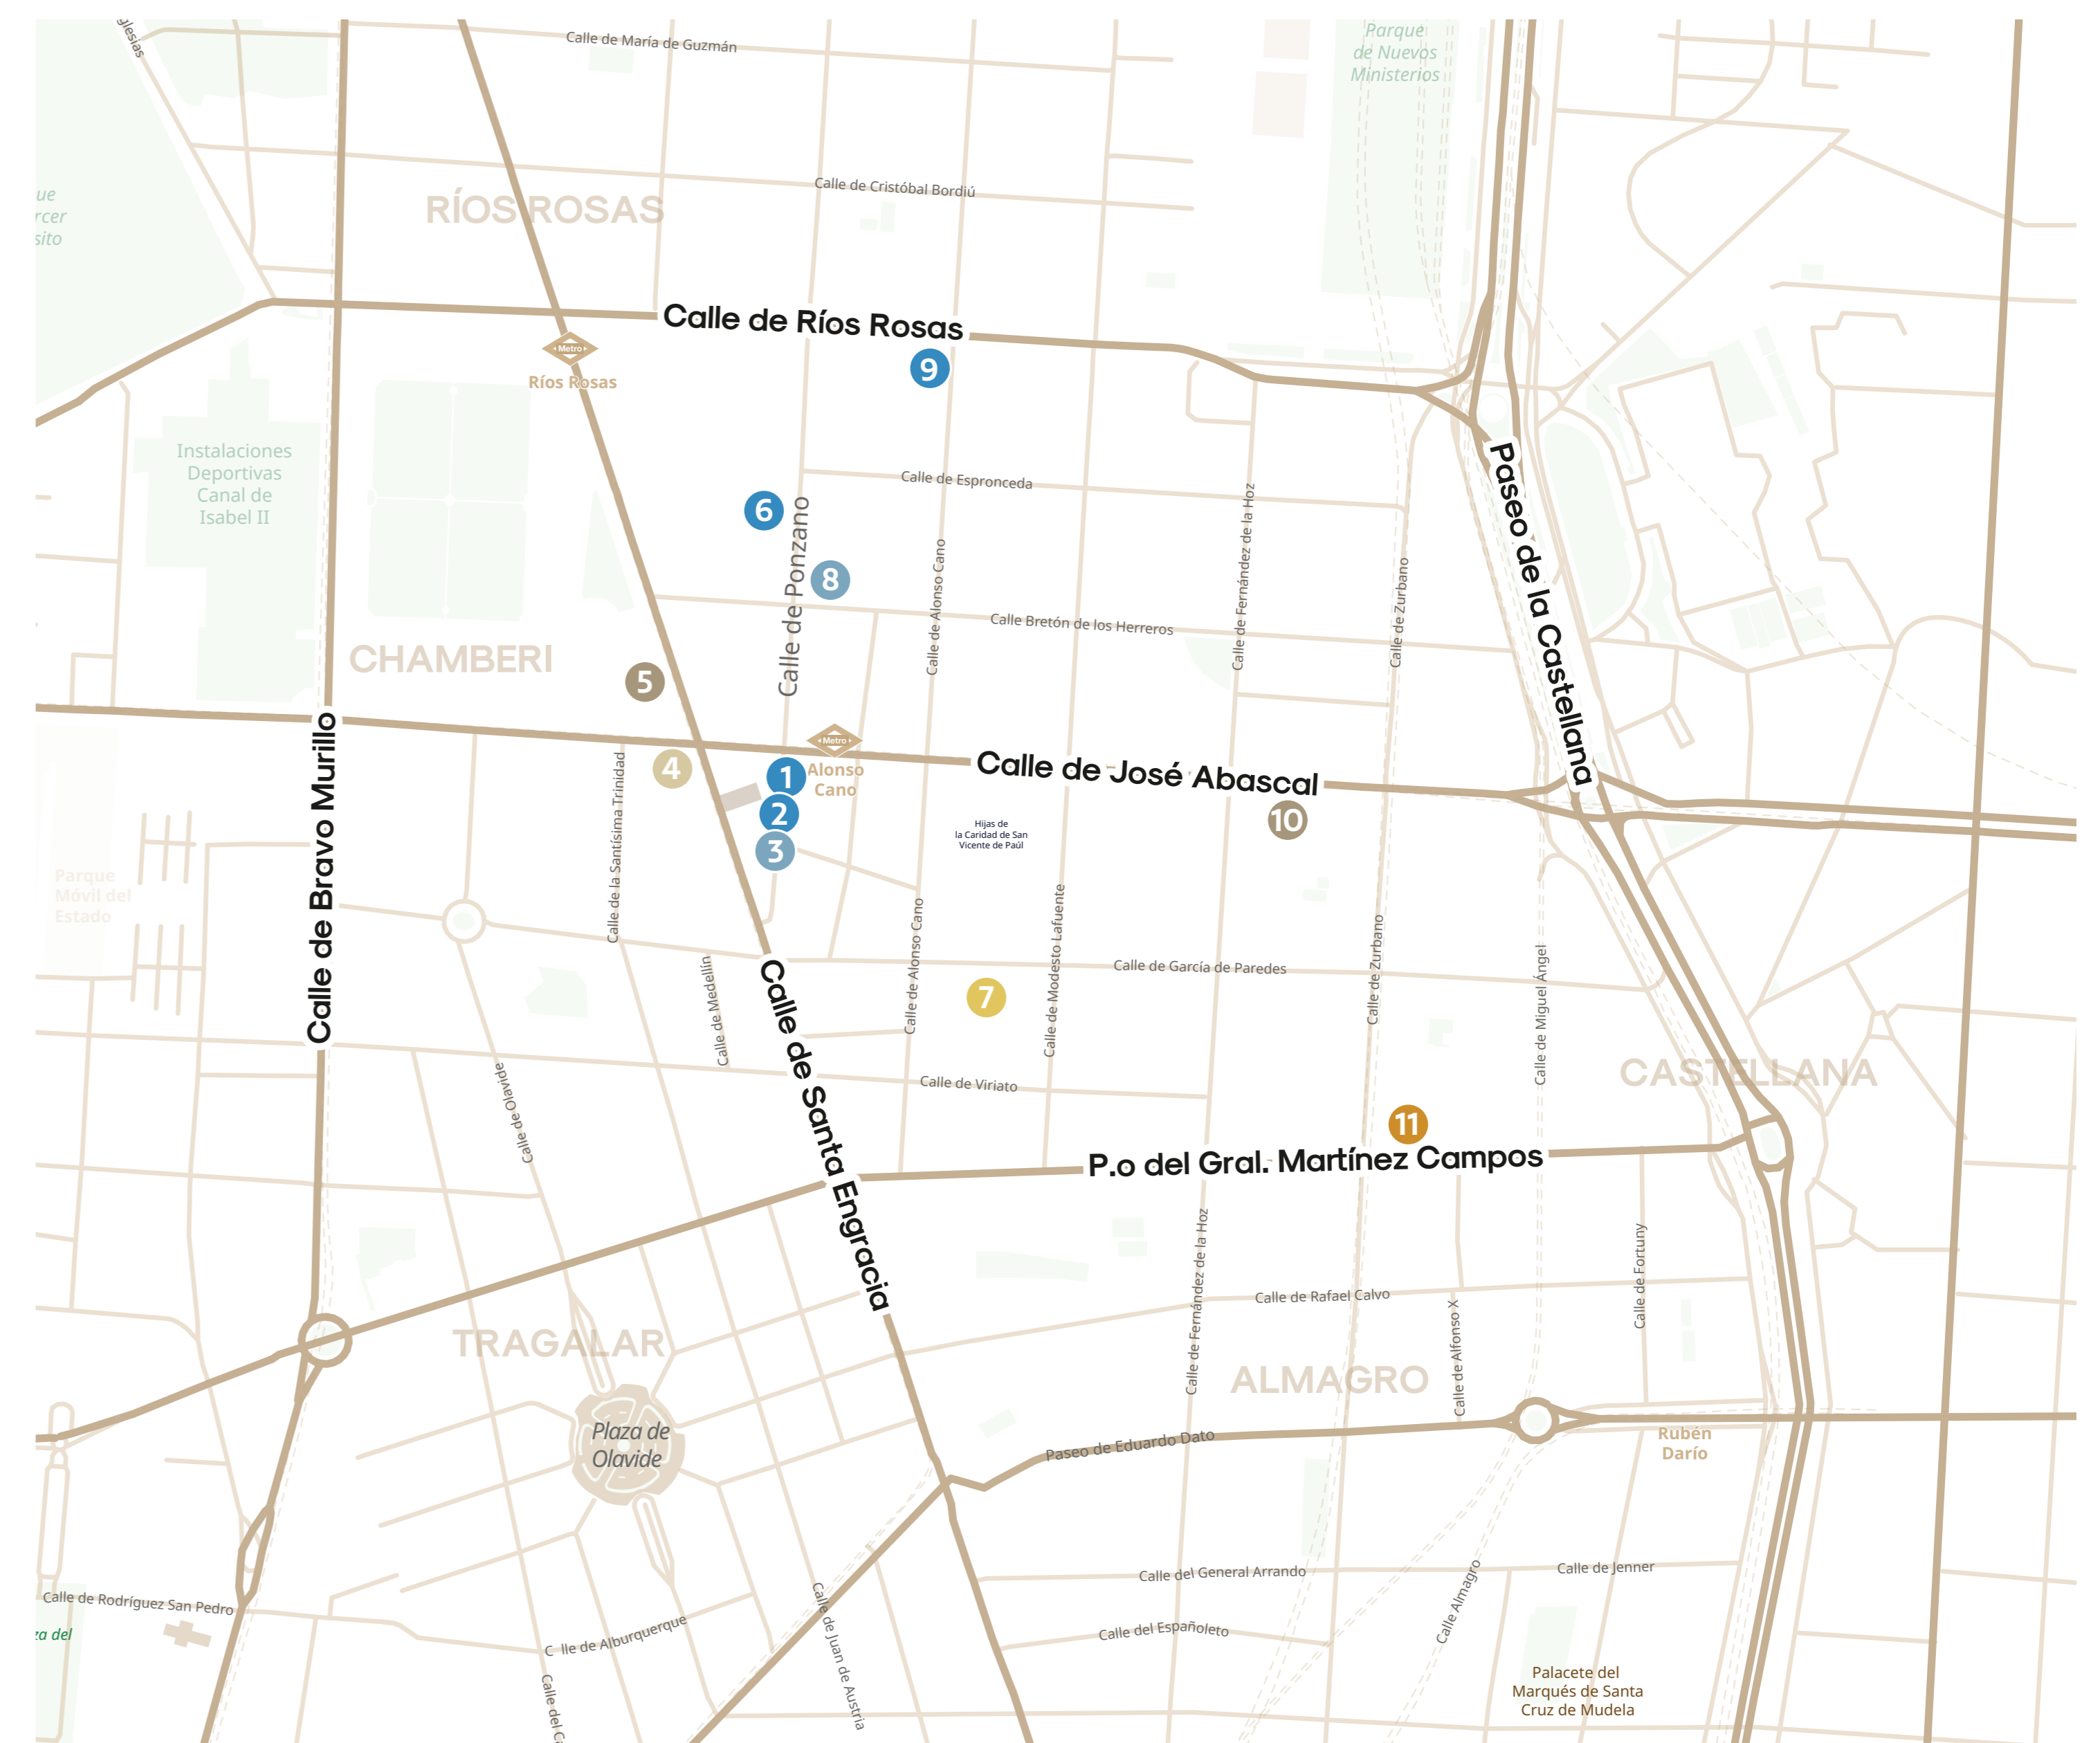 glesias
Calle de María de Guzmán
Parque
de Nuevos
Ministerios
Calle de Cristóbal Bordiú
RÍOS ROSAS
ue
rcer
sito
Calle de Ríos Rosas
Metro
Ríos Rosas
9
Instalaciones
Deportivas
Canal de
Isabel II
Calle de Espronceda
6
Calle de Ponzano
8
Calle de Alonso Cano
Calle de Fernández de la Hoz
Calle de Zurbano
Paseo de la Castellana
Calle Bretón de los Herreros
CHAMBERI
5
Metro
Alonso
Cano
Calle de José Abascal
4
1
2
3
10
Hijas de
la Caridad de San
Vicente de Paúl
Calle de Bravo Murillo
Calle de la Santísima Trinidad
Parque
Móvil del
Estado
Calle de Alonso Cano
Calle de Modesto Lafuente
Calle de Zurbano
Calle de Miguel Ángel
Calle de García de Paredes
7
Calle de Medellín
Calle de Santa Engracia
Calle de Olavide
Calle de Viriato
CASTELLANA
11
P.o del Gral. Martínez Campos
Calle de Fernández de la Hoz
Calle de Rafael Calvo
Calle de Alfonso X
Calle de Fortuny
TRAGALAR
ALMAGRO
Plaza de
Olavide
Paseo de Eduardo Dato
Rubén
Darío
Calle de Rodríguez San Pedro
za del
C lle de Alburquerque
Calle de Juan de Austria
Calle del C
Calle del General Arrando
Calle de Jenner
Calle Almagro
Calle del Españoleto
Palacete del
Marqués de Santa
Cruz de Mudela